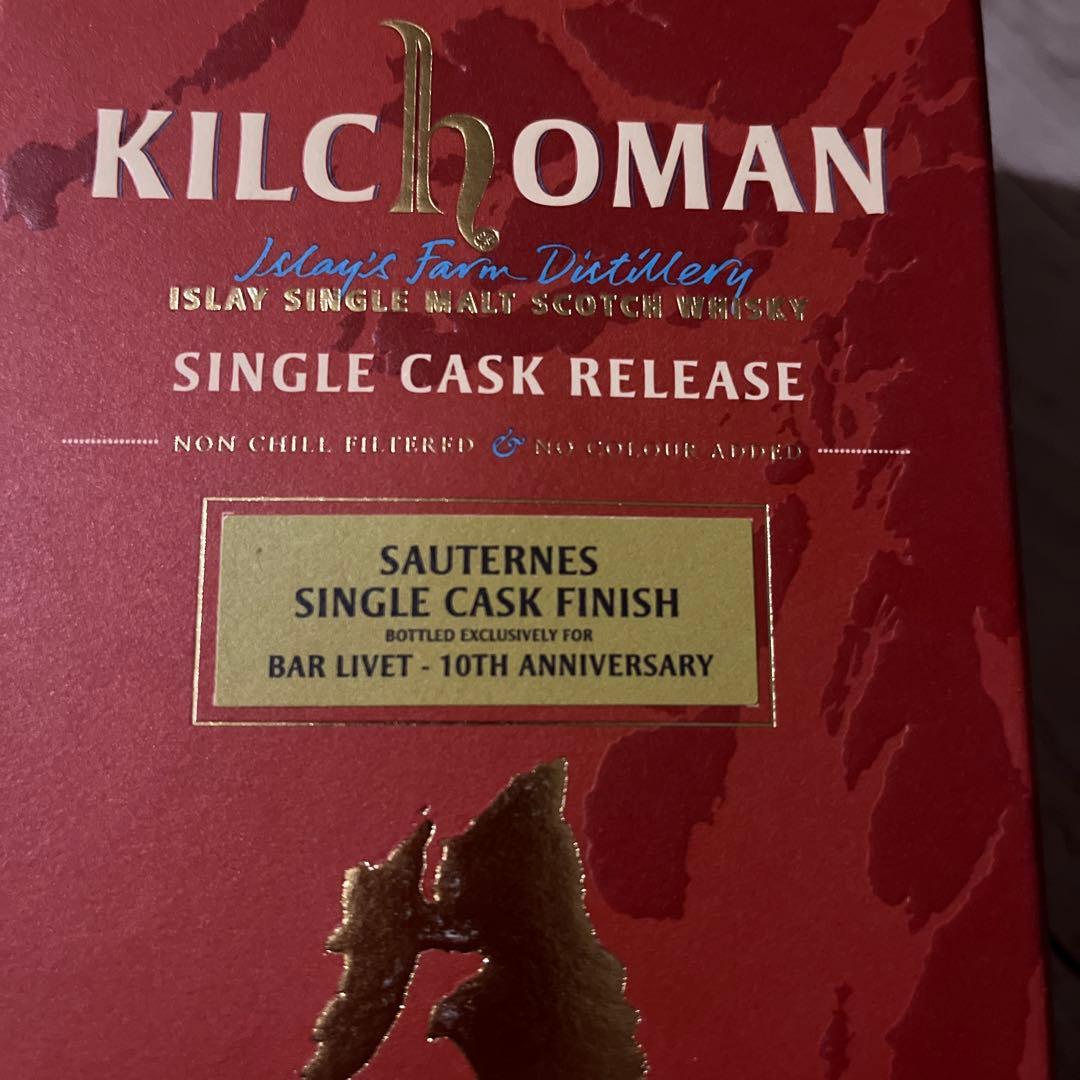 KILCHOMAN
Islay's Farm Distillery
ISLAY SINGLE MALT SCOTCH WHISKY
SINGLE CASK RELEASE
NON CHILL FILTERED & NO COLOUR ADDED
SAUTERNES
SINGLE CASK FINISH
BOTTLED EXCLUSIVELY FOR
BAR LIVET - 10TH ANNIVERSARY